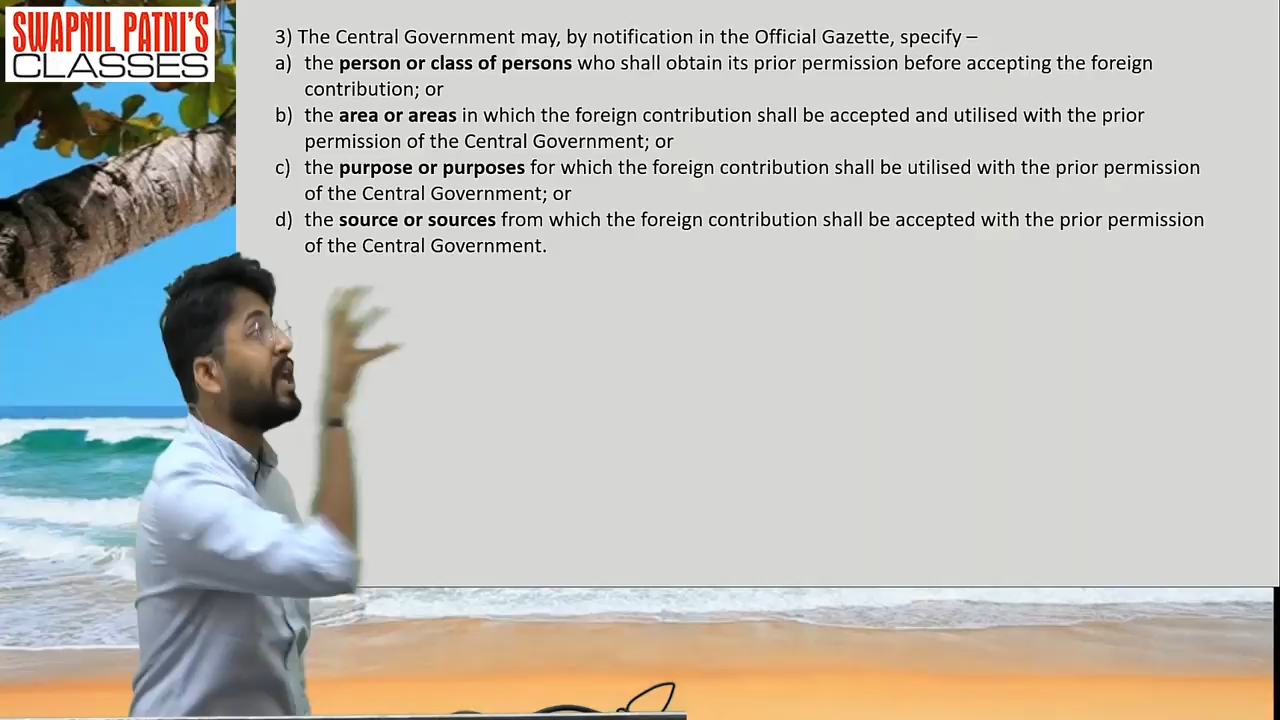 SWAPNIL PATNI'S
CLASSES
3) The Central Government may, by notification in the Official Gazette, specify –
a) the person or class of persons who shall obtain its prior permission before accepting the foreign
contribution; or
b) the area or areas in which the foreign contribution shall be accepted and utilised with the prior
permission of the Central Government; or
c) the purpose or purposes for which the foreign contribution shall be utilised with the prior permission
of the Central Government; or
d) the source or sources from which the foreign contribution shall be accepted with the prior permission
of the Central Government.